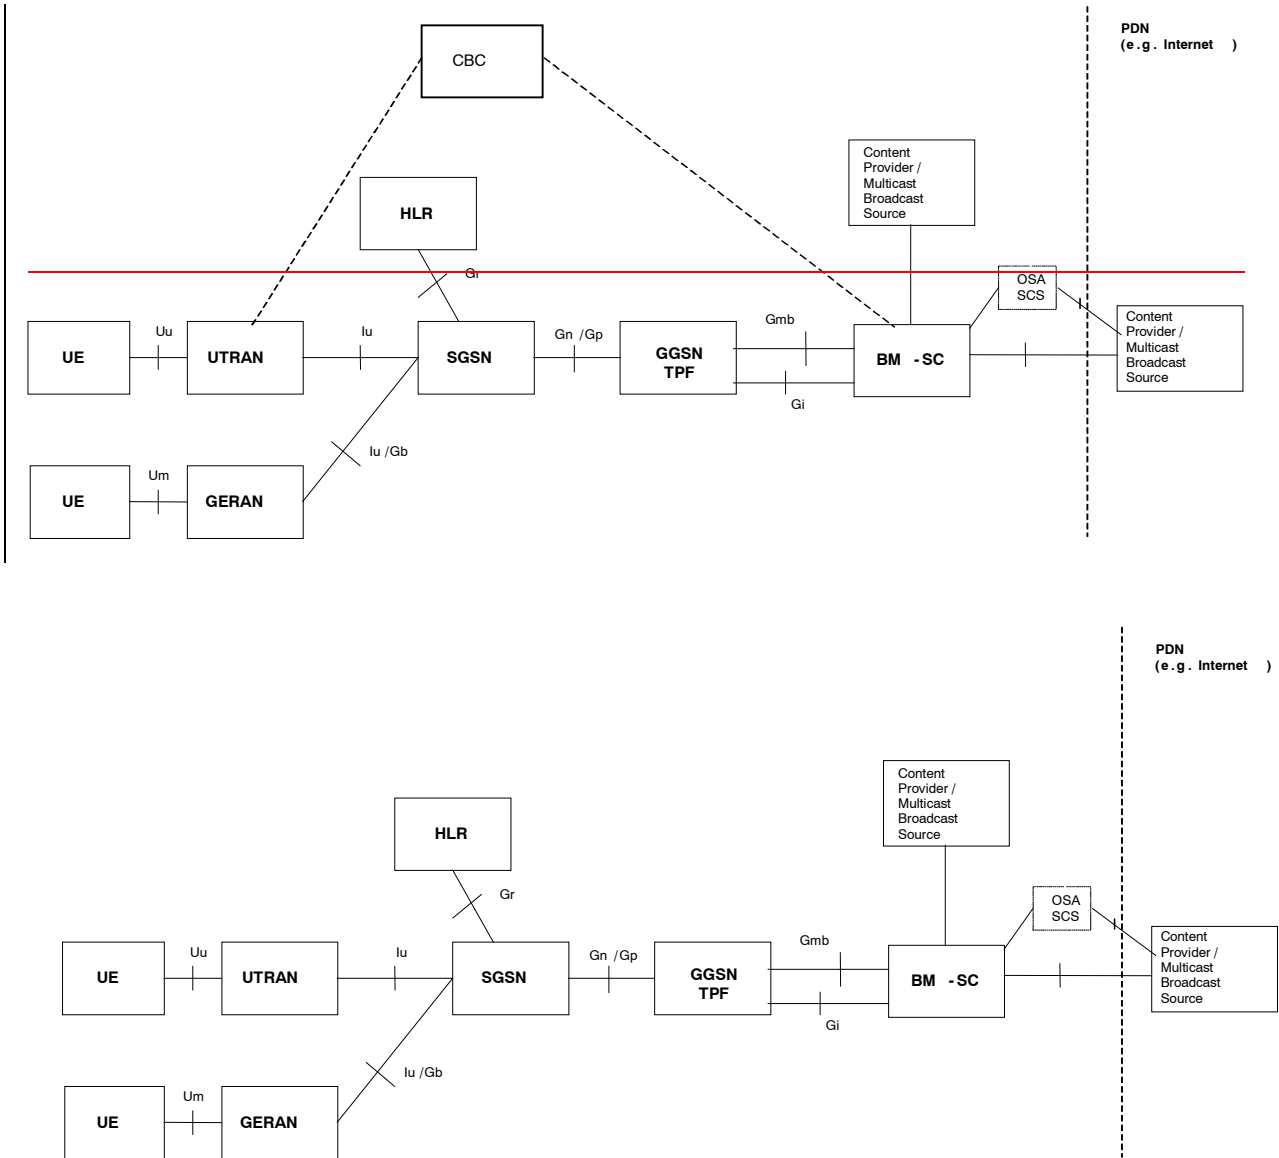 PDN
(e.g. Internet )
CBC
Content
Provider /
Multicast
Broadcast
Source
HLR
Gr
OSA
SCS
Content
Provider /
Multicast
Broadcast
Source
Uu
Iu
Gn /Gp
Gmb
UE
UTRAN
SGSN
GGSN
TPF
BM -SC
Gi
Iu /Gb
Um
UE
GERAN
PDN
(e.g. Internet )
Content
Provider /
Multicast
Broadcast
Source
HLR
Gr
OSA
SCS
Content
Provider /
Multicast
Broadcast
Source
Uu
Iu
Gn /Gp
Gmb
UE
UTRAN
SGSN
GGSN
TPF
BM -SC
Gi
Iu /Gb
Um
UE
GERAN